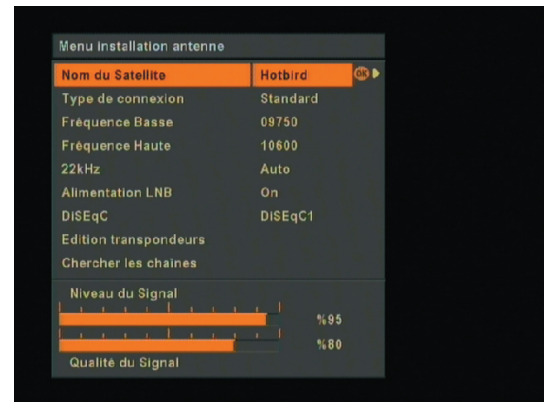 Menu installation antenne
Nom du Satellite Hotbird OK
Type de connexion Standard
Fréquence Basse 09750
Fréquence Haute 10600
22kHz Auto
Alimentation LNB On
DiSEqC DiSEqC1
Edition transpondeurs
Chercher les chaines
Niveau du Signal
%95
%80
Qualité du Signal